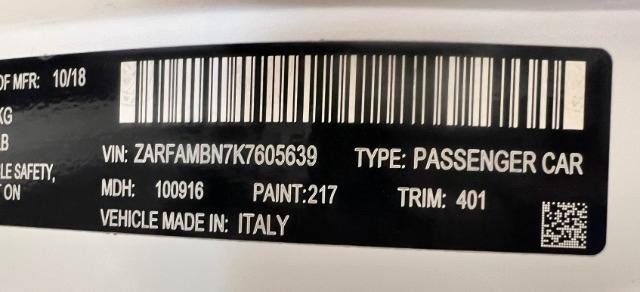 OF MFR: 10/18
KG
LB
LE SAFETY,
T ON
VIN: ZARFAMBN7K7605639 TYPE: PASSENGER CAR
MDH: 100916 PAINT:217 TRIM: 401
VEHICLE MADE IN: ITALY